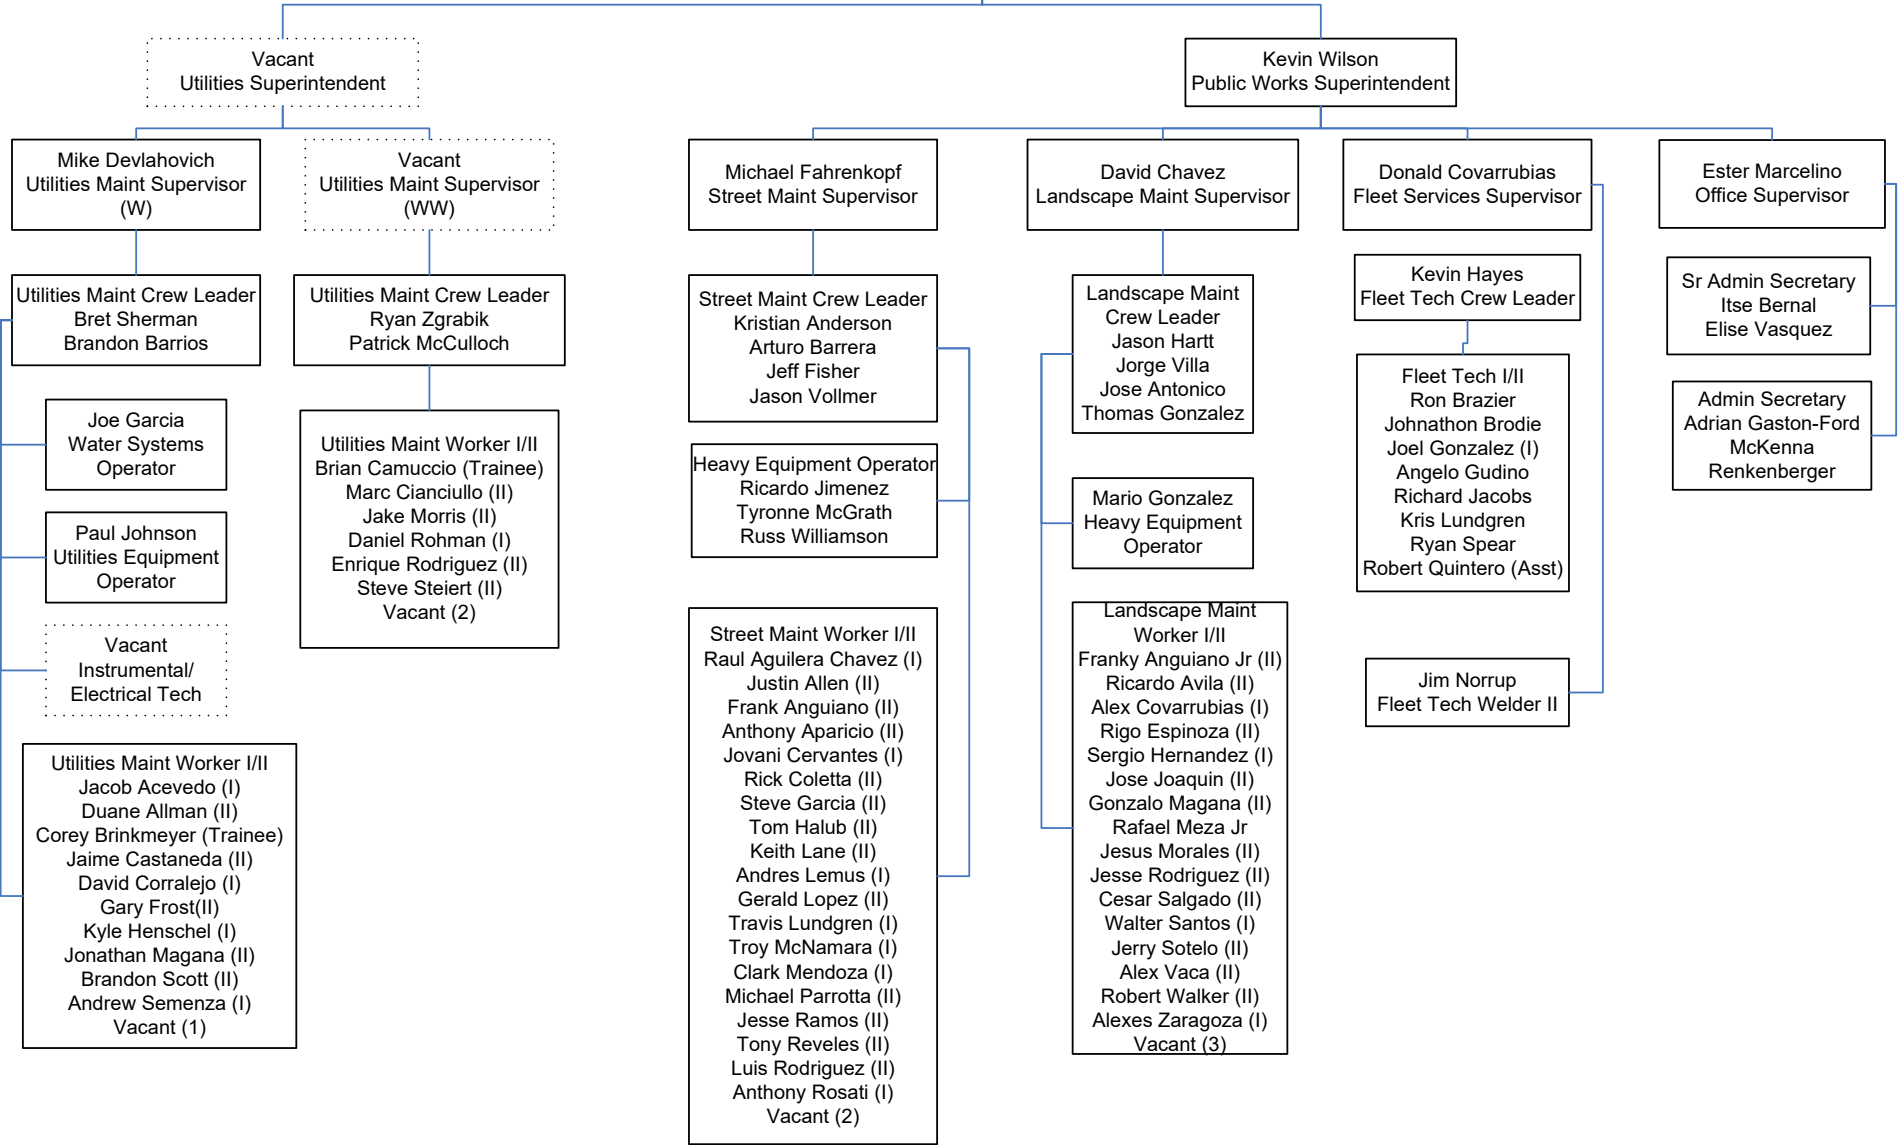 Vacant
Utilities Superintendent
Kevin Wilson
Public Works Superintendent
Mike Devlahovich
Utilities Maint Supervisor
(W)
Vacant
Utilities Maint Supervisor
(WW)
Michael Fahrenkopf
Street Maint Supervisor
David Chavez
Landscape Maint Supervisor
Donald Covarrubias
Fleet Services Supervisor
Ester Marcelino
Office Supervisor
Utilities Maint Crew Leader
Bret Sherman
Brandon Barrios
Utilities Maint Crew Leader
Ryan Zgrabik
Patrick McCulloch
Street Maint Crew Leader
Kristian Anderson
Arturo Barrera
Jeff Fisher
Jason Vollmer
Landscape Maint
Crew Leader
Jason Hartt
Jorge Villa
Jose Antonico
Thomas Gonzalez
Kevin Hayes
Fleet Tech Crew Leader
Sr Admin Secretary
Itse Bernal
Elise Vasquez
Joe Garcia
Water Systems
Operator
Utilities Maint Worker I/II
Brian Camuccio (Trainee)
Marc Cianciullo (II)
Jake Morris (II)
Daniel Rohman (I)
Enrique Rodriguez (II)
Steve Steiert (II)
Vacant (2)
Heavy Equipment Operator
Ricardo Jimenez
Tyronne McGrath
Russ Williamson
Mario Gonzalez
Heavy Equipment
Operator
Fleet Tech I/II
Ron Brazier
Johnathon Brodie
Joel Gonzalez (I)
Angelo Gudino
Richard Jacobs
Kris Lundgren
Ryan Spear
Robert Quintero (Asst)
Admin Secretary
Adrian Gaston-Ford
McKenna
Renkenberger
Paul Johnson
Utilities Equipment
Operator
Vacant
Instrumental/
Electrical Tech
Utilities Maint Worker I/II
Jacob Acevedo (I)
Duane Allman (II)
Corey Brinkmeyer (Trainee)
Jaime Castaneda (II)
David Corralejo (I)
Gary Frost(II)
Kyle Henschel (I)
Jonathan Magana (II)
Brandon Scott (II)
Andrew Semenza (I)
Vacant (1)
Street Maint Worker I/II
Raul Aguilera Chavez (I)
Justin Allen (II)
Frank Anguiano (II)
Anthony Aparicio (II)
Jovani Cervantes (I)
Rick Coletta (II)
Steve Garcia (II)
Tom Halub (II)
Keith Lane (II)
Andres Lemus (I)
Gerald Lopez (II)
Travis Lundgren (I)
Troy McNamara (I)
Clark Mendoza (I)
Michael Parrotta (II)
Jesse Ramos (II)
Tony Reveles (II)
Luis Rodriguez (II)
Anthony Rosati (I)
Vacant (2)
Landscape Maint
Worker I/II
Franky Anguiano Jr (II)
Ricardo Avila (II)
Alex Covarrubias (I)
Rigo Espinoza (II)
Sergio Hernandez (I)
Jose Joaquin (II)
Gonzalo Magana (II)
Rafael Meza Jr
Jesus Morales (II)
Jesse Rodriguez (II)
Cesar Salgado (II)
Walter Santos (I)
Jerry Sotelo (II)
Alex Vaca (II)
Robert Walker (II)
Alexes Zaragoza (I)
Vacant (3)
Jim Norrup
Fleet Tech Welder II